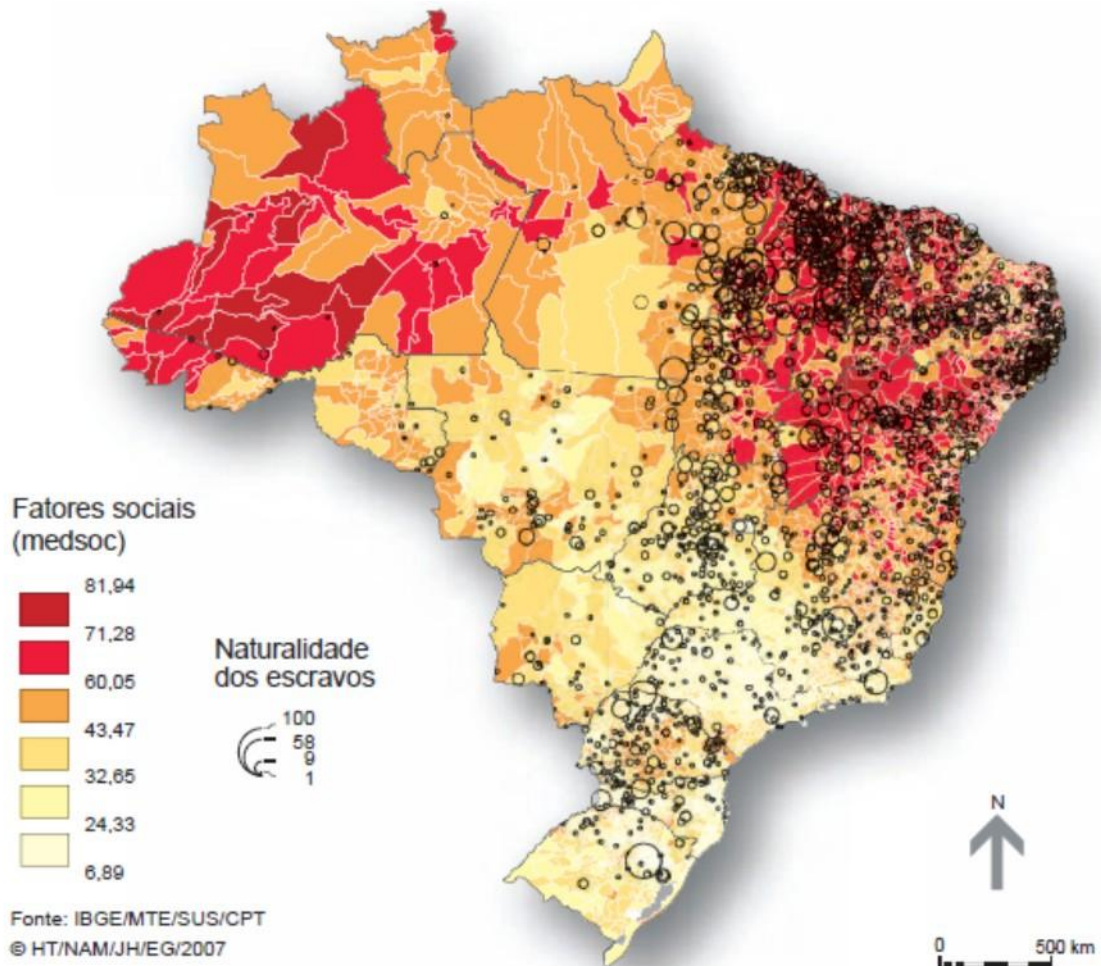 Fatores sociais
(medsoc)
81,94
71,28
60,05
43,47
32,65
24,33
6,89
Naturalidade
dos escravos
100
58
9
1
Fonte: IBGE/MTE/SUS/CPT
© HT/NAM/JH/EG/2007
N
0 500 km